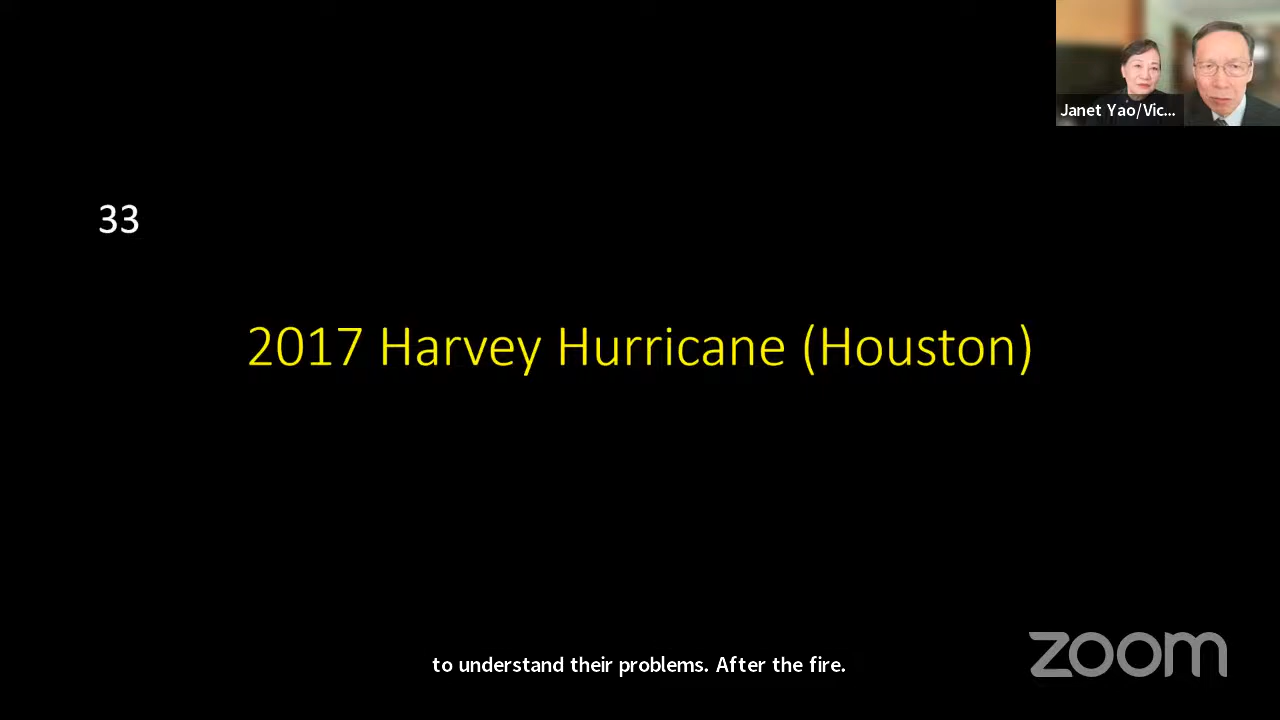 Janet Yao/Vic...
33
2017 Harvey Hurricane (Houston)
to understand their problems. After the fire.
zoom